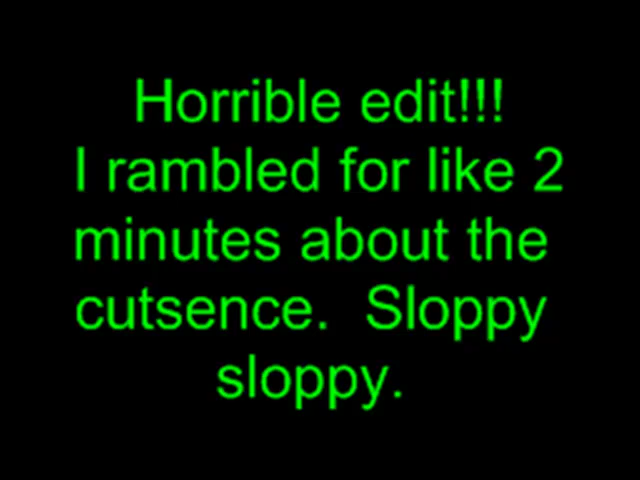 Horrible edit!!!
I rambled for like 2
minutes about the
cutsence.  Sloppy
sloppy.